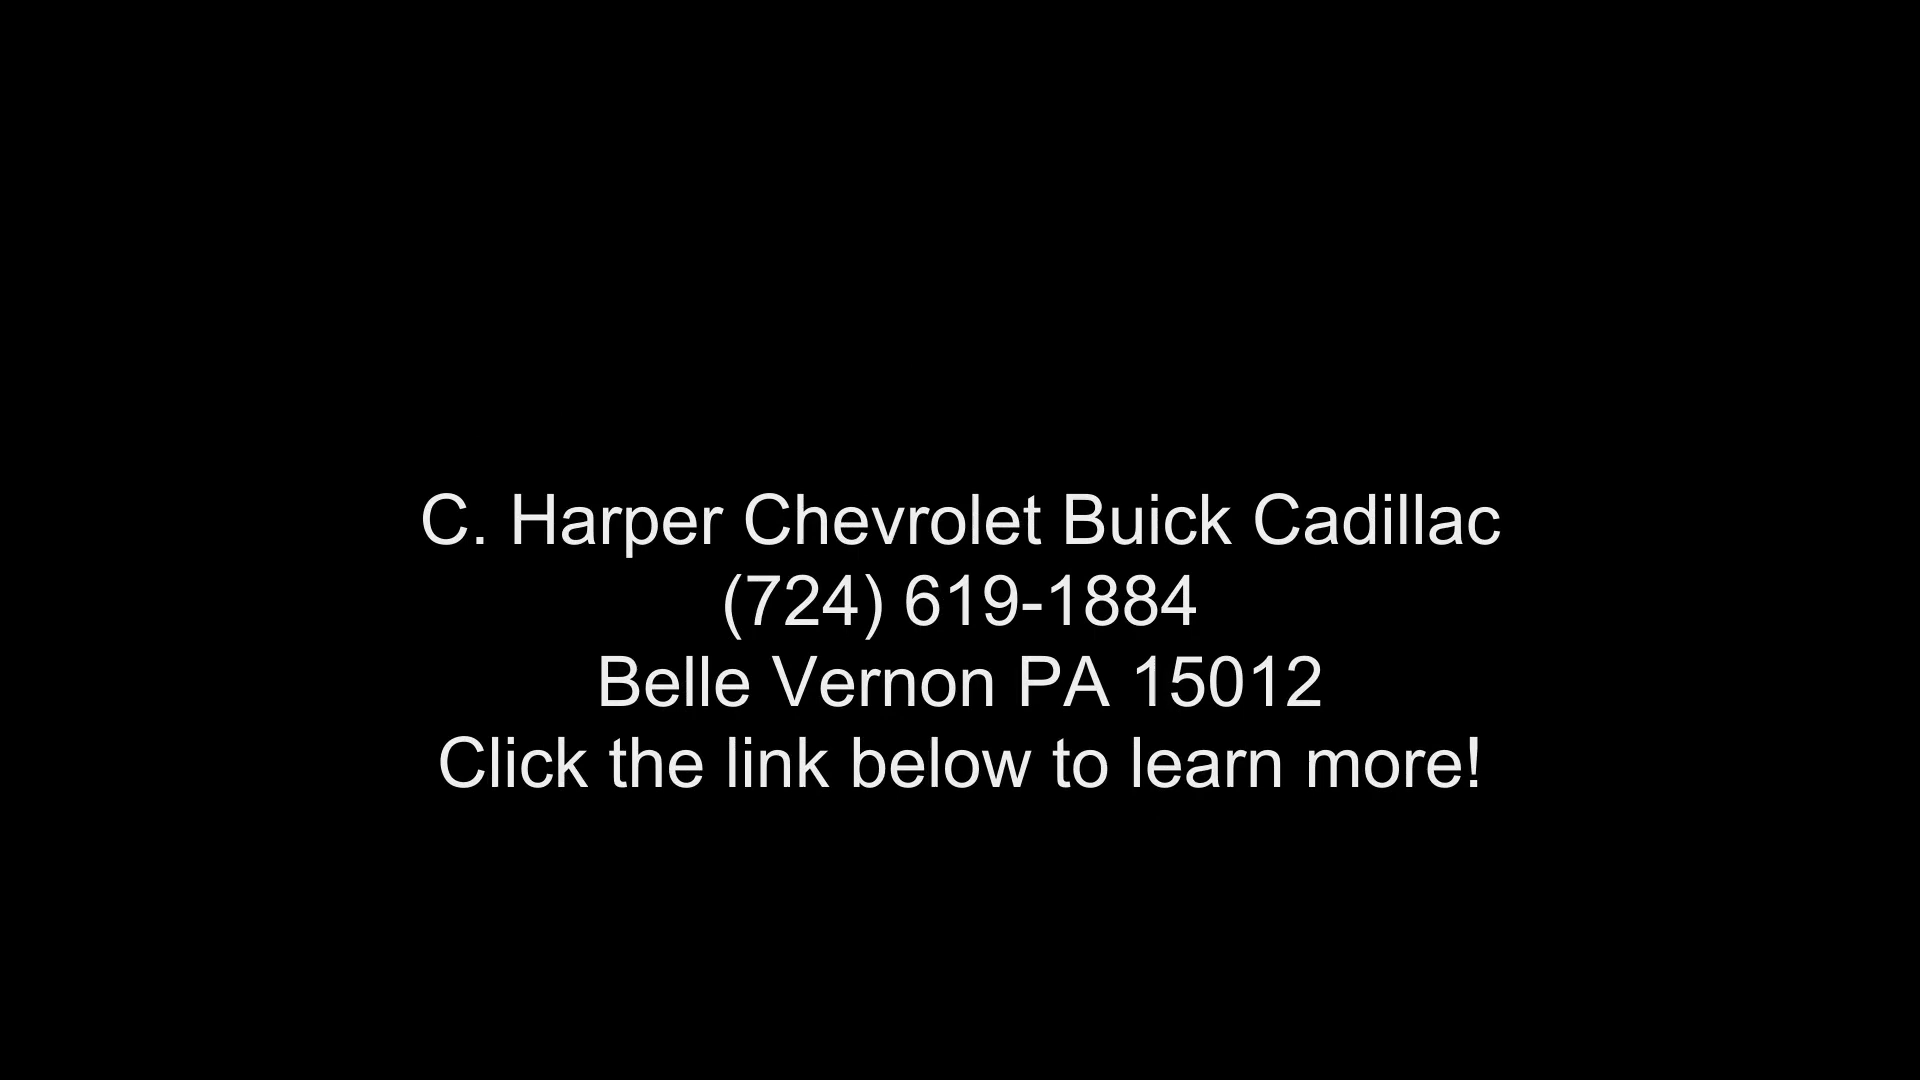 C. Harper Chevrolet Buick Cadillac
(724) 619-1884
Belle Vernon PA 15012
Click the link below to learn more!